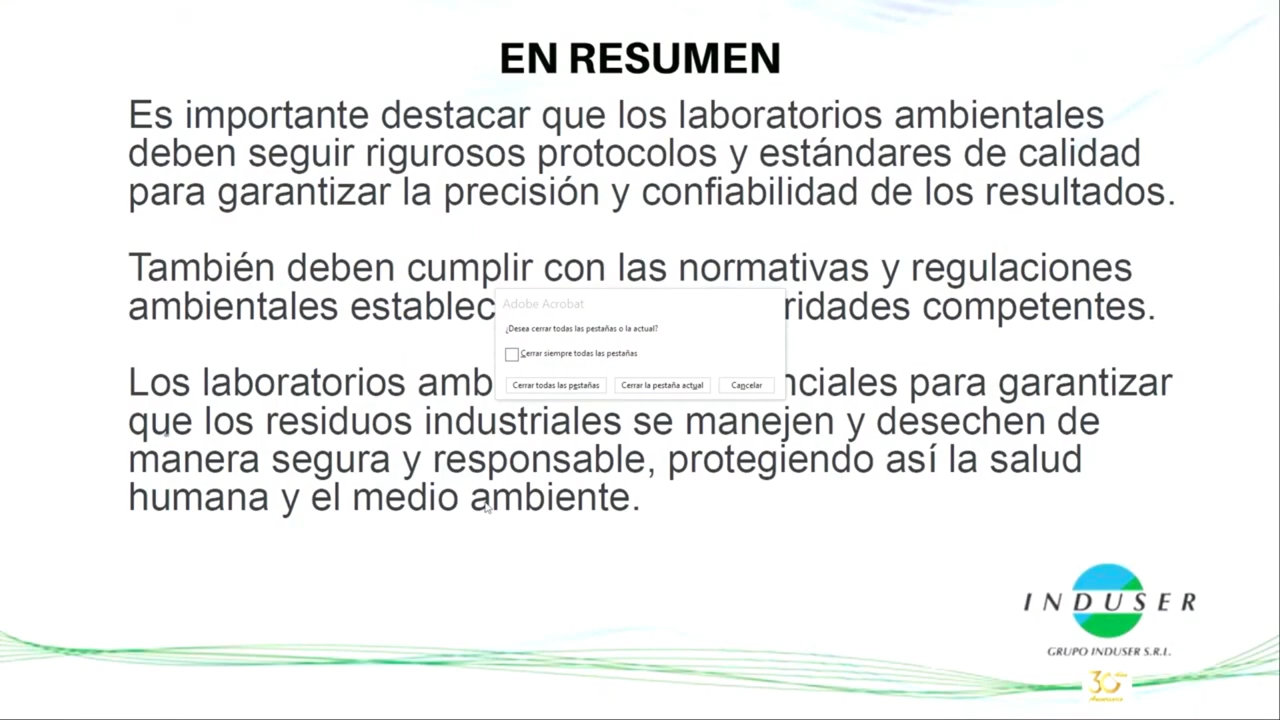 EN RESUMEN
Es importante destacar que los laboratorios ambientales
deben seguir rigurosos protocolos y estándares de calidad
para garantizar la precisión y confiabilidad de los resultados.
También deben cumplir con las normativas y regulaciones
ambientales establec
ridades competentes.
Adobe Acrobat
¿Desea cerrar todas las pestañas o la actual?
Cerrar siempre todas las pestañas
Cerrar todas las pestañas Cerrar la pestaña actual Cancelar
Los laboratorios amb
nciales para garantizar
que los residuos industriales se manejen y desechen de
manera segura y responsable, protegiendo así la salud
humana y el medio ambiente.
INDUSER
GRUPO INDUSER S.R.L.
30